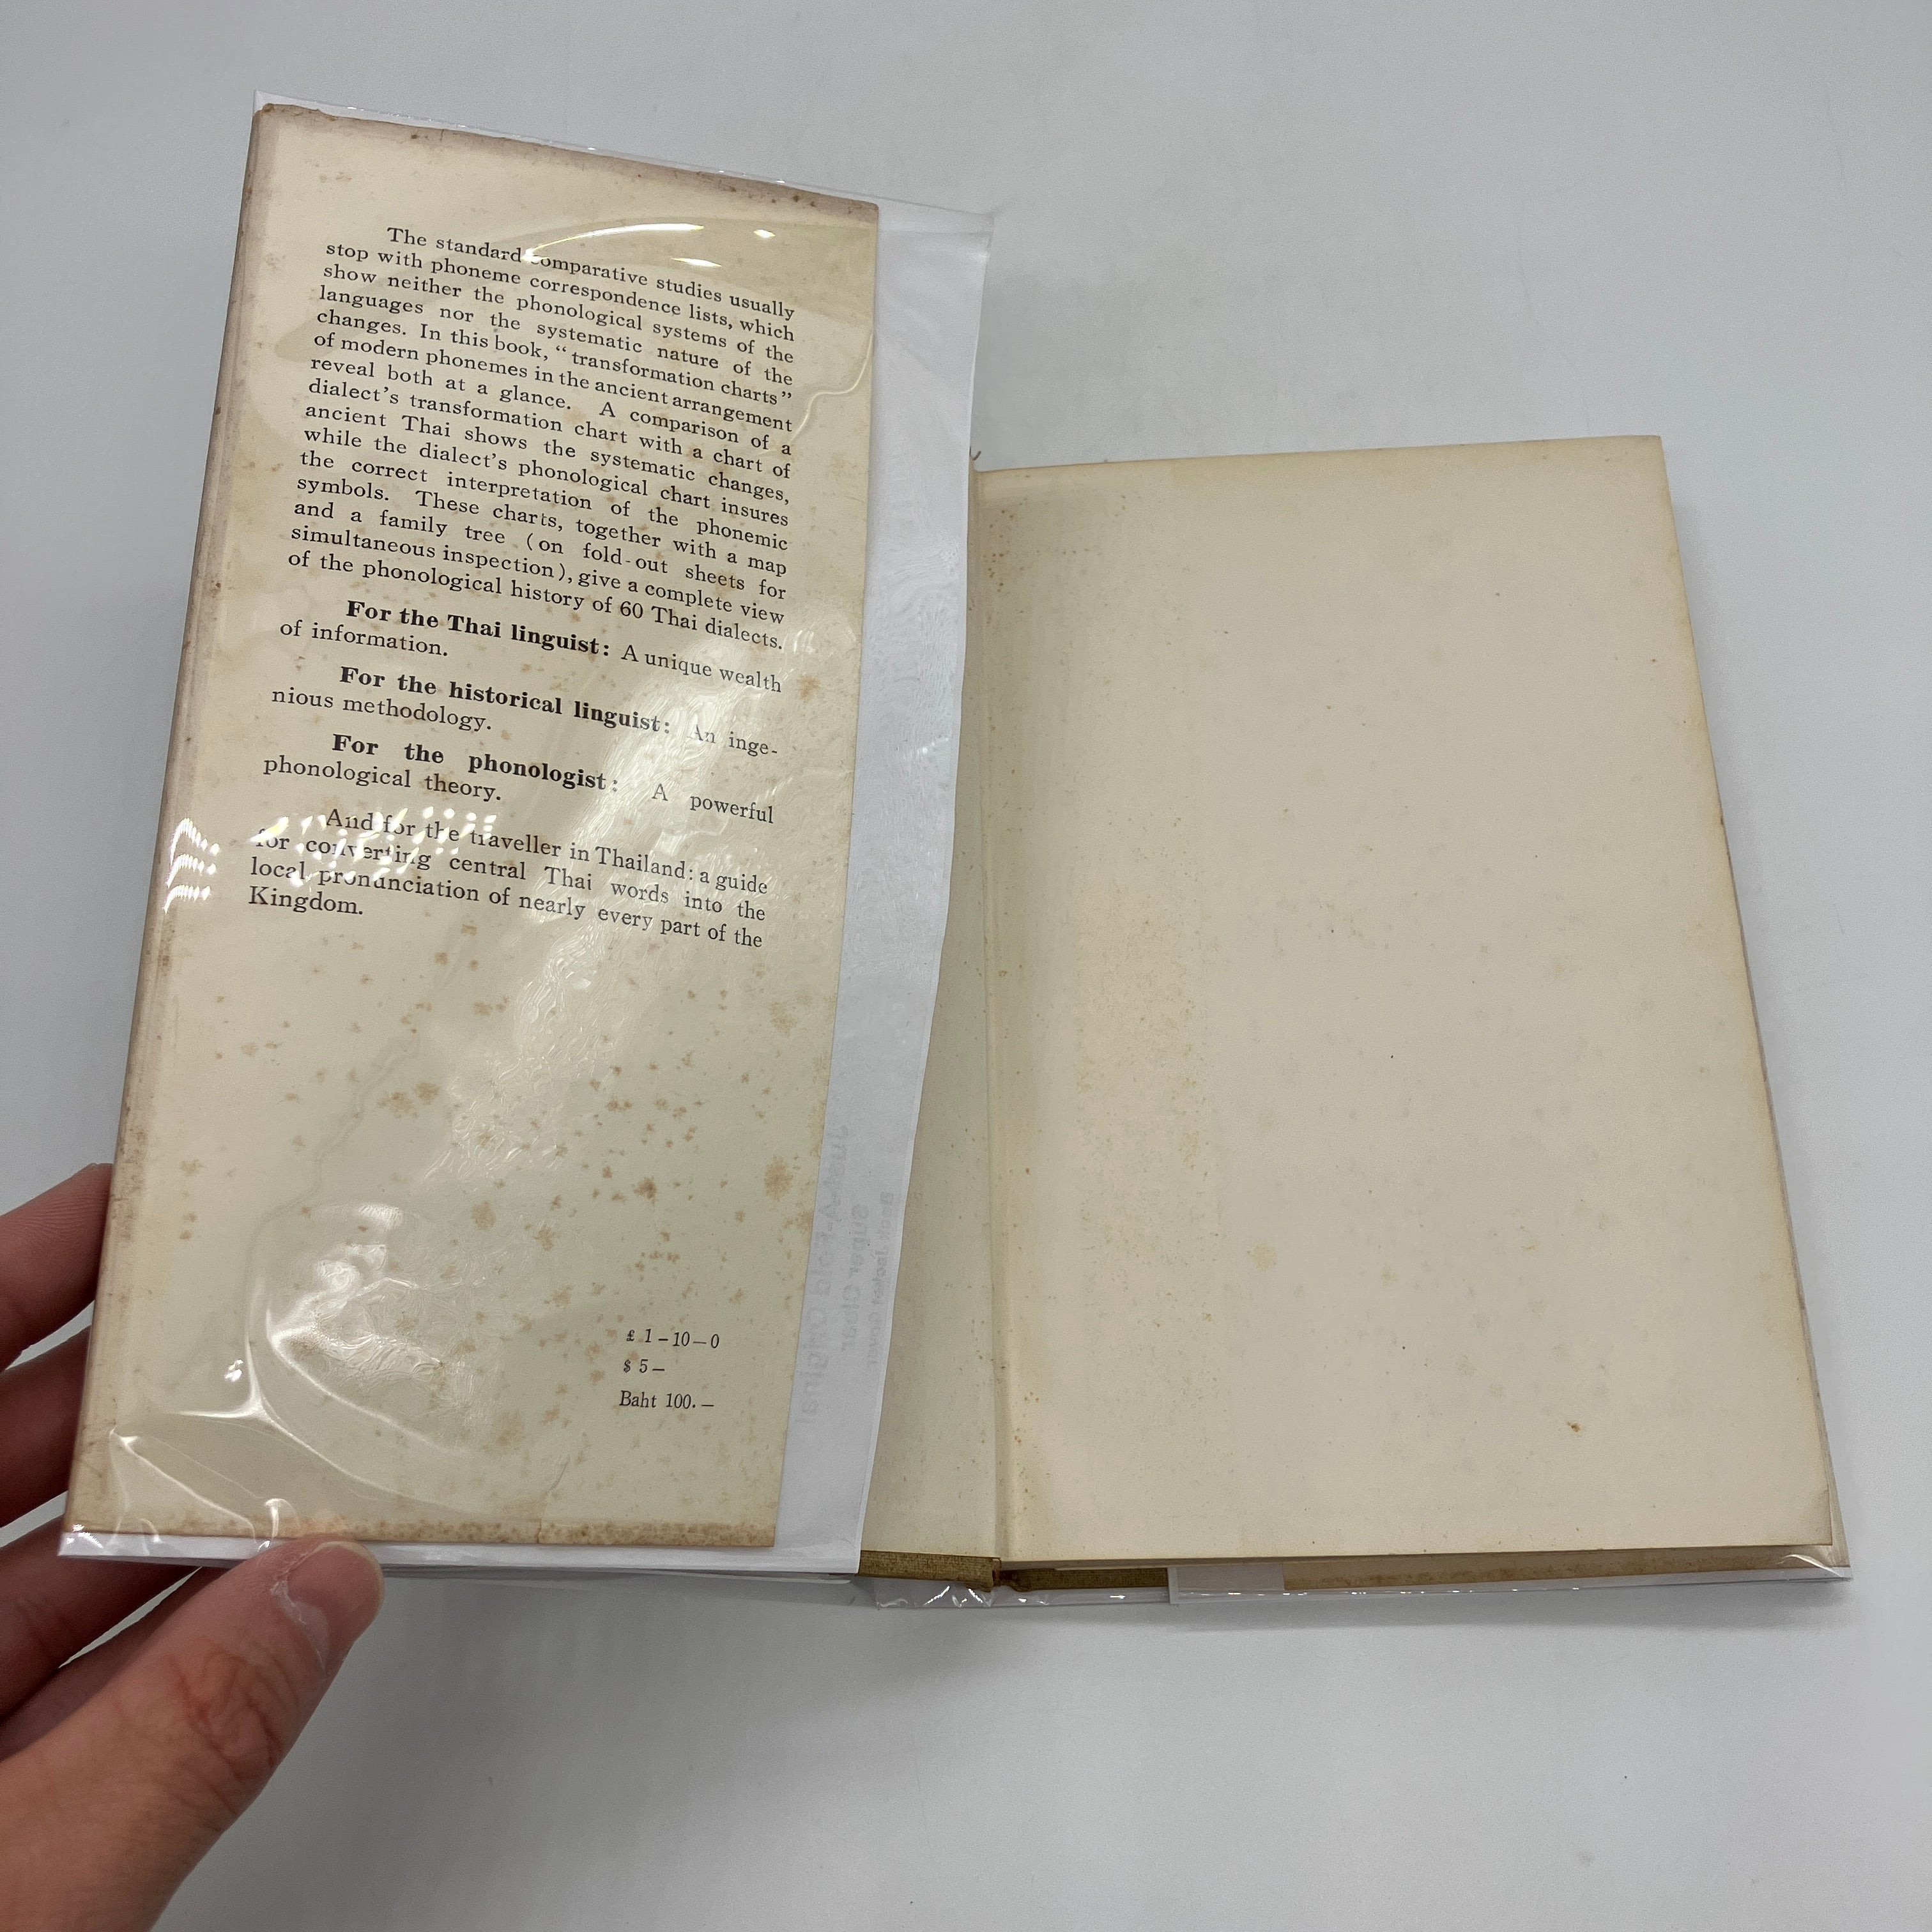 The standard comparative studies usually
stop with phoneme correspondence lists, which
show neither the phonological systems of the
languages nor the systematic nature of the
changes. In this book, “transformation charts”
of modern phonemes in the ancient arrangement
reveal both at a glance. A comparison of a
dialect's transformation chart with a chart of
ancient Thai shows the systematic changes,
while the dialect's phonological chart insures
the correct interpretation of the phonemic
symbols. These charts, together with a map
and a family tree (on fold-out sheets for
simultaneous inspection), give a complete view
of the phonological history of 60 Thai dialects.
For the Thai linguist: A unique wealth
of information.
For the historical linguist: An inge-
nious methodology.
For the phonologist: A powerful
phonological theory.
And for the traveller in Thailand: a guide
for converting central Thai words into the
local pronunciation of nearly every part of the
Kingdom.
£ 1–10–0
$ 5–
Baht 100.–